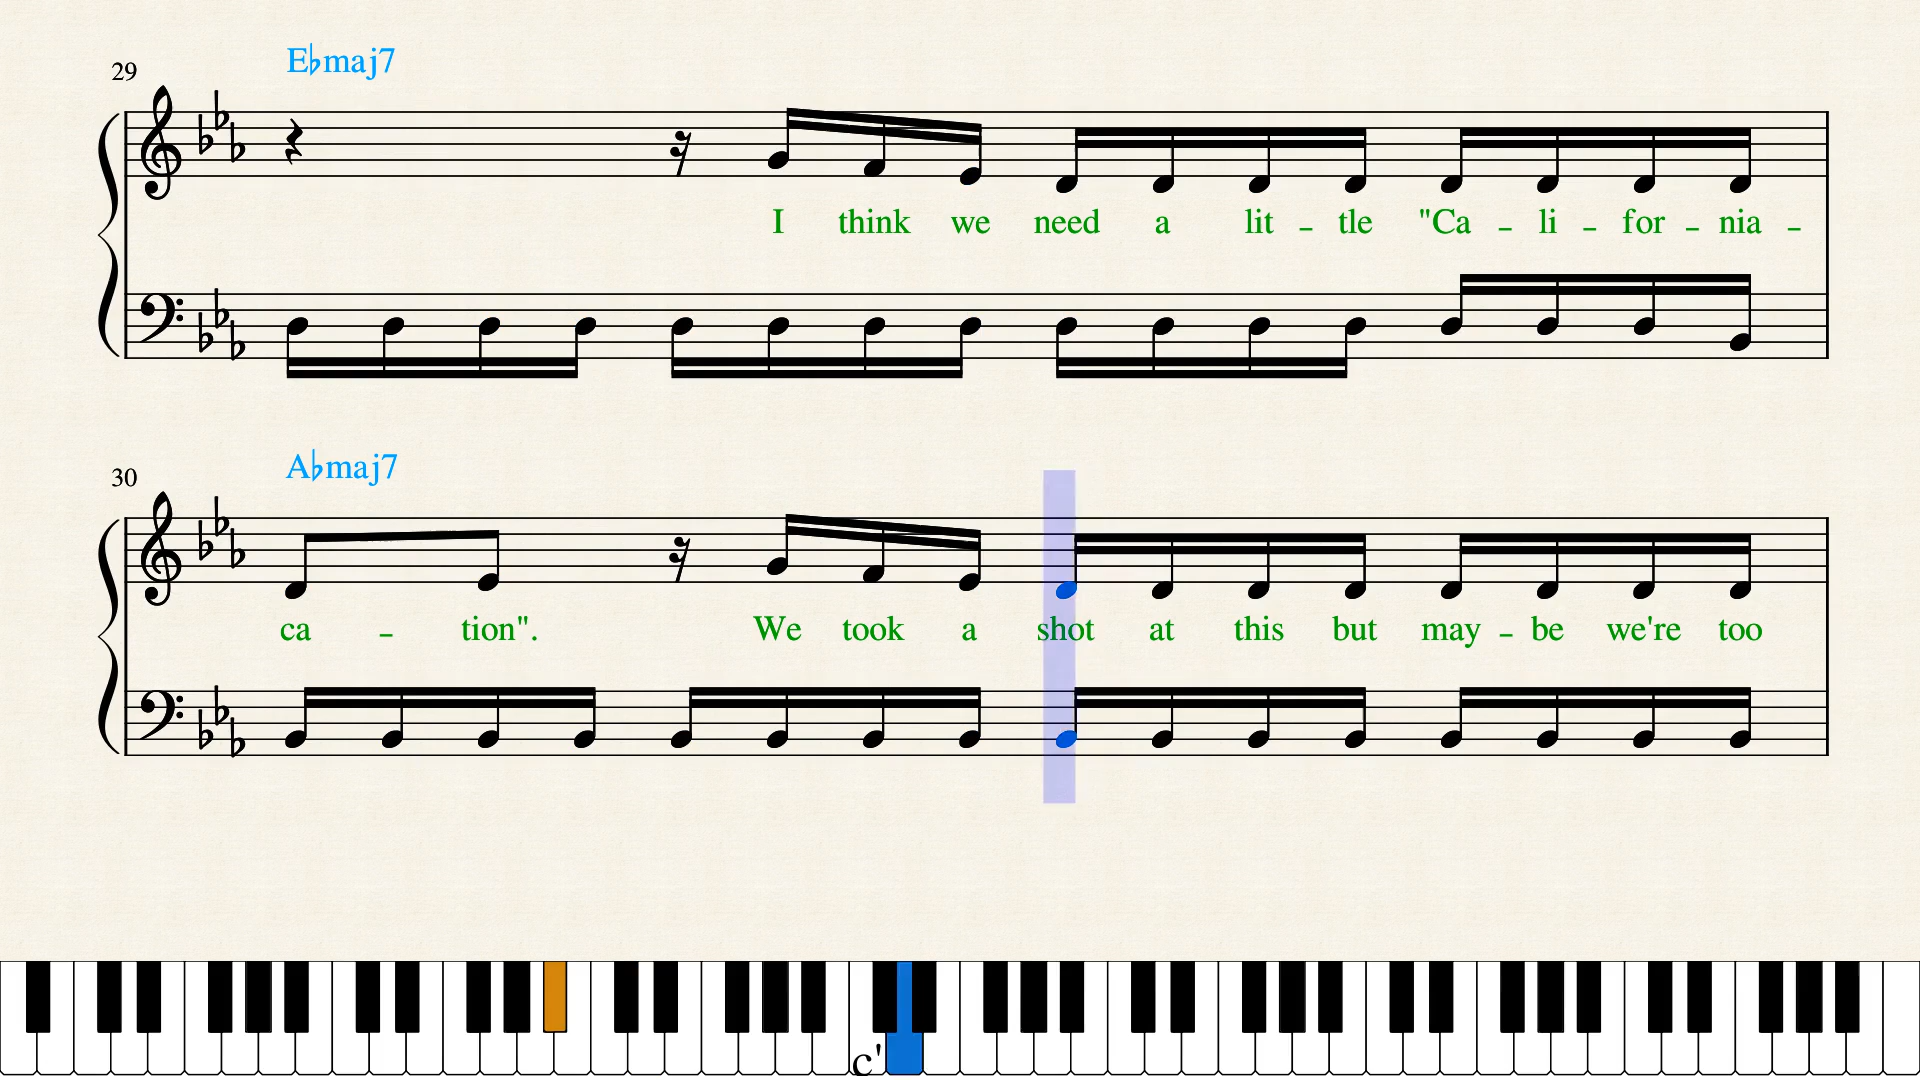 29 E♭maj7
I think we need a lit - tle "Ca - li - for - nia -
30 A♭maj7
ca - tion". We took a shot at this but may - be we're too
c'